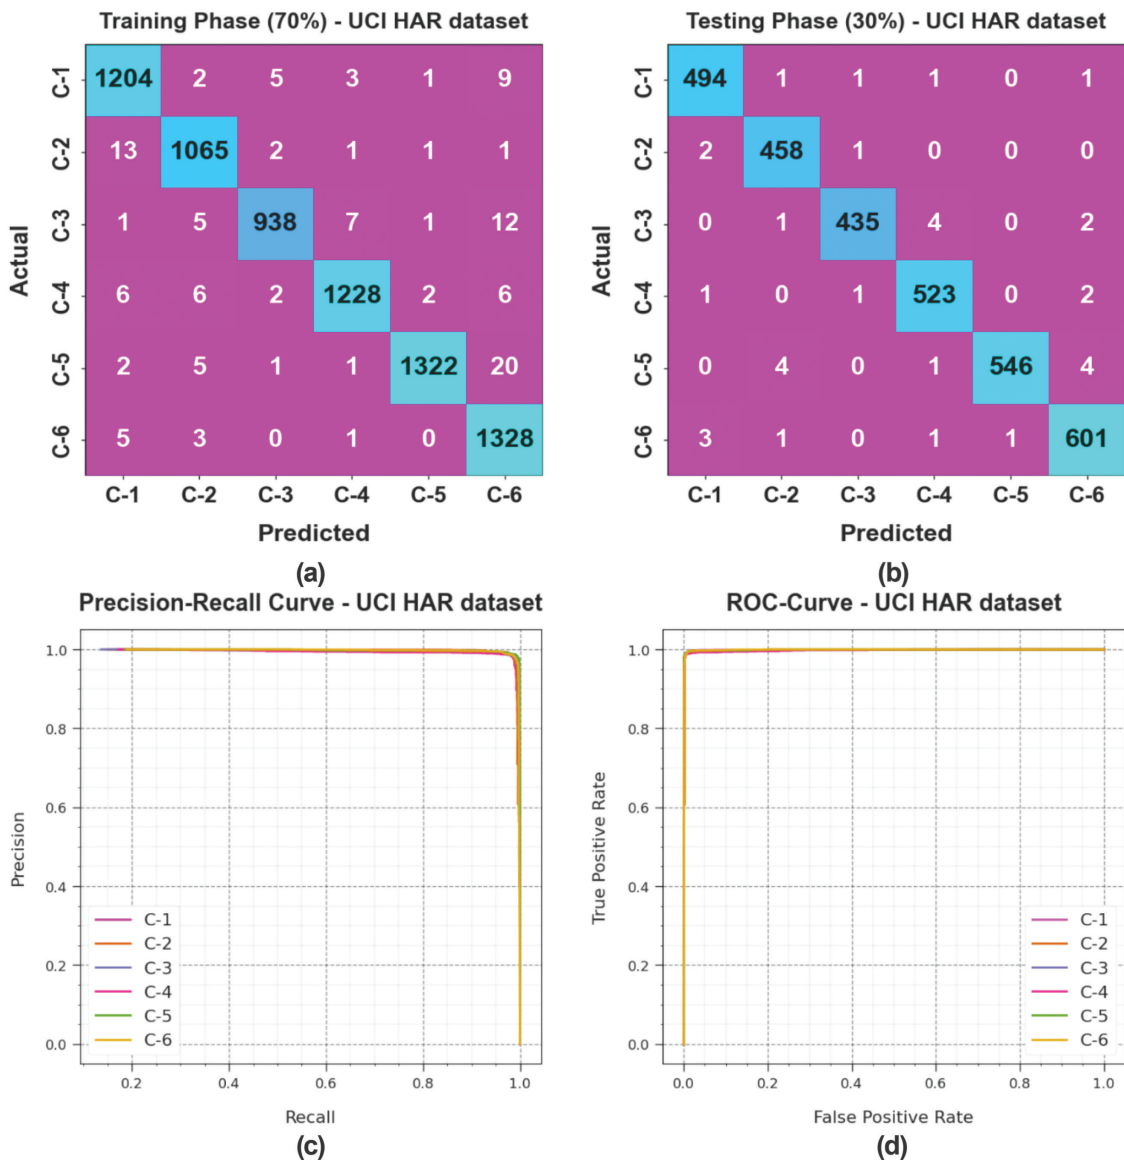 Training Phase (70%) - UCI HAR dataset
C-1 1204 2 5 3 1 9
C-2 13 1065 2 1 1 1
C-3 1 5 938 7 1 12
C-4 6 6 2 1228 2 6
C-5 2 5 1 1 1322 20
C-6 5 3 0 1 0 1328
Actual
C-1 C-2 C-3 C-4 C-5 C-6
Predicted
(a)
Testing Phase (30%) - UCI HAR dataset
C-1 494 1 1 1 0 1
C-2 2 458 1 0 0 0
C-3 0 1 435 4 0 2
C-4 1 0 1 523 0 2
C-5 0 4 0 1 546 4
C-6 3 1 0 1 1 601
Actual
C-1 C-2 C-3 C-4 C-5 C-6
Predicted
(b)
Precision-Recall Curve - UCI HAR dataset
1.0
0.8
0.6
0.4
0.2
0.0
Precision
C-1
C-2
C-3
C-4
C-5
C-6
0.2 0.4 0.6 0.8 1.0
Recall
(c)
ROC-Curve - UCI HAR dataset
1.0
0.8
0.6
0.4
0.2
0.0
True Positive Rate
C-1
C-2
C-3
C-4
C-5
C-6
0.0 0.2 0.4 0.6 0.8 1.0
False Positive Rate
(d)